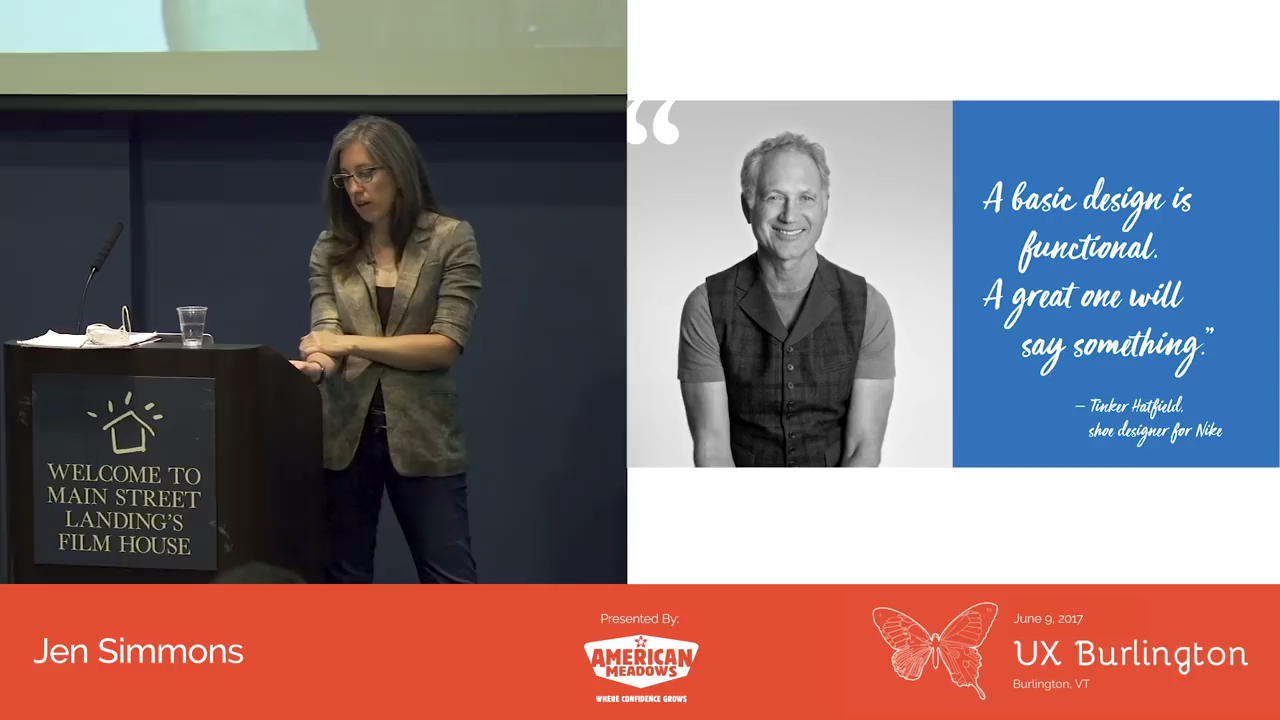 WELCOME TO
MAIN STREET
LANDING'S
FILM HOUSE
“
A basic design is
functional.
A great one will
say something.”
– Tinker Hatfield,
shoe designer for Nike
Jen Simmons
Presented By:
AMERICAN
MEADOWS
WHERE CONFIDENCE GROWS
June 9, 2017
UX Burlington
Burlington, VT